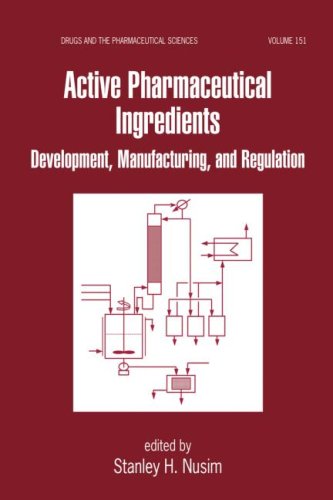 DRUGS AND THE PHARMACEUTICAL SCIENCES VOLUME 151
Active Pharmaceutical
Ingredients
Development, Manufacturing, and Regulation
edited by
Stanley H. Nusim